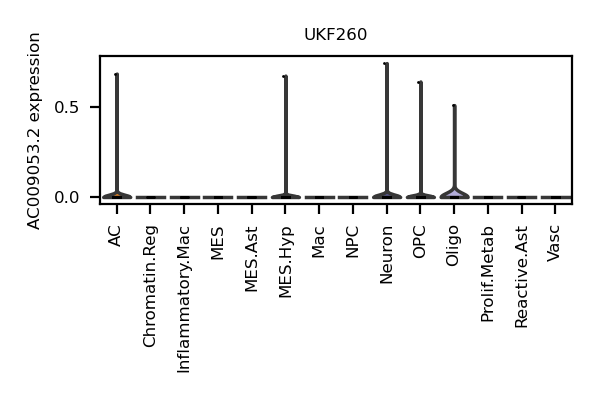 UKF260
AC009053.2 expression
0.5
0.0
AC
Chromatin.Reg
Inflammatory.Mac
MES
MES.Ast
MES.Hyp
Mac
NPC
Neuron
OPC
Oligo
Prolif.Metab
Reactive.Ast
Vasc